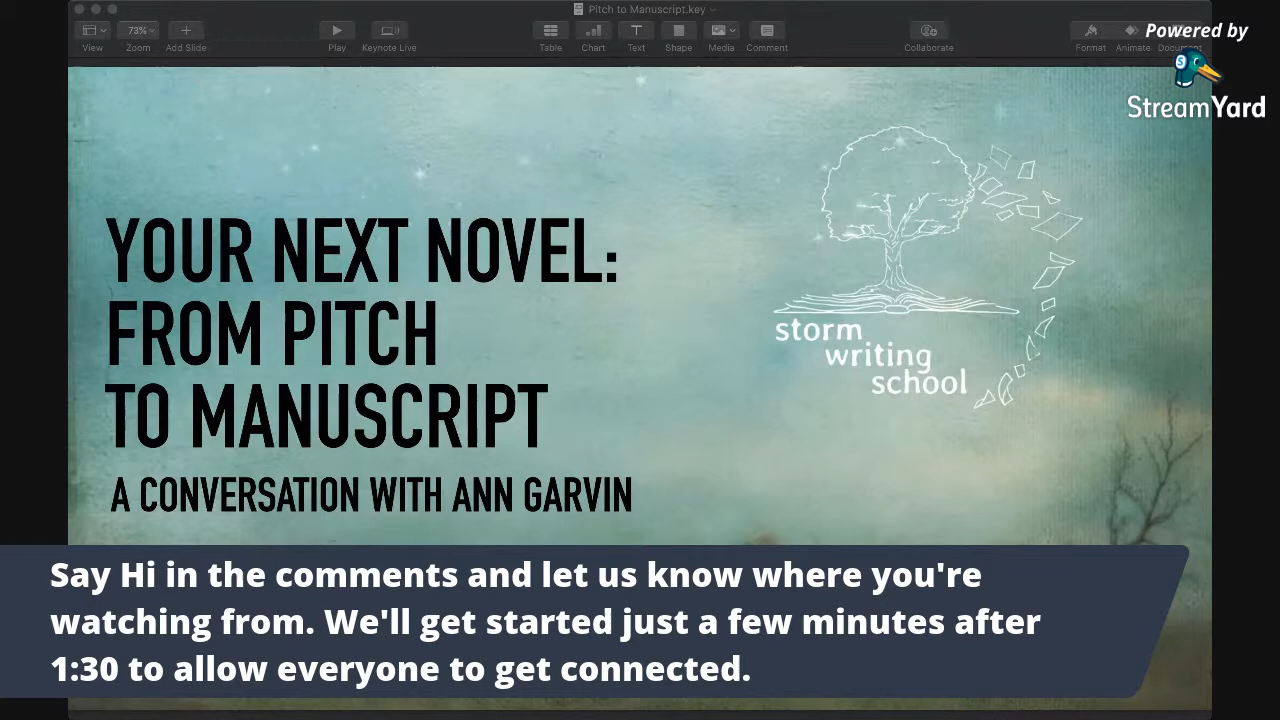 Pitch to Manuscript.key
73%
View
Zoom
Add Slide
Play
Keynote Live
Table
Chart
Text
Shape
Media
Comment
Collaborate
Format
Animate
Document
Powered by
StreamYard
YOUR NEXT NOVEL:
FROM PITCH
TO MANUSCRIPT
A CONVERSATION WITH ANN GARVIN
storm
writing
school
Say Hi in the comments and let us know where you're
watching from. We'll get started just a few minutes after
1:30 to allow everyone to get connected.